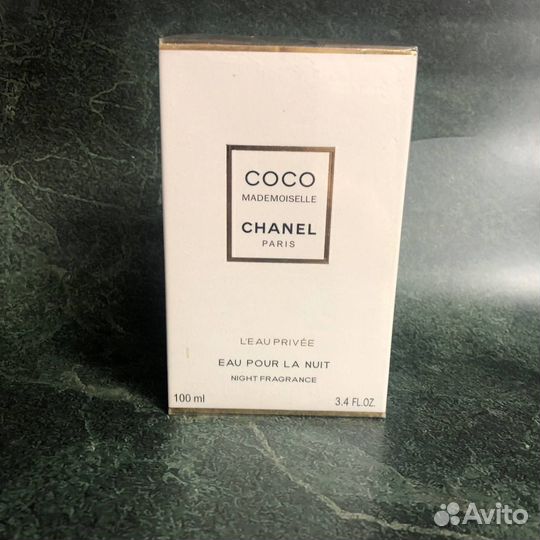 COCO
MADEMOISELLE
CHANEL
PARIS
L'EAU PRIVÉE
EAU POUR LA NUIT
NIGHT FRAGRANCE
100 ml 3.4 FL.OZ.
Avito